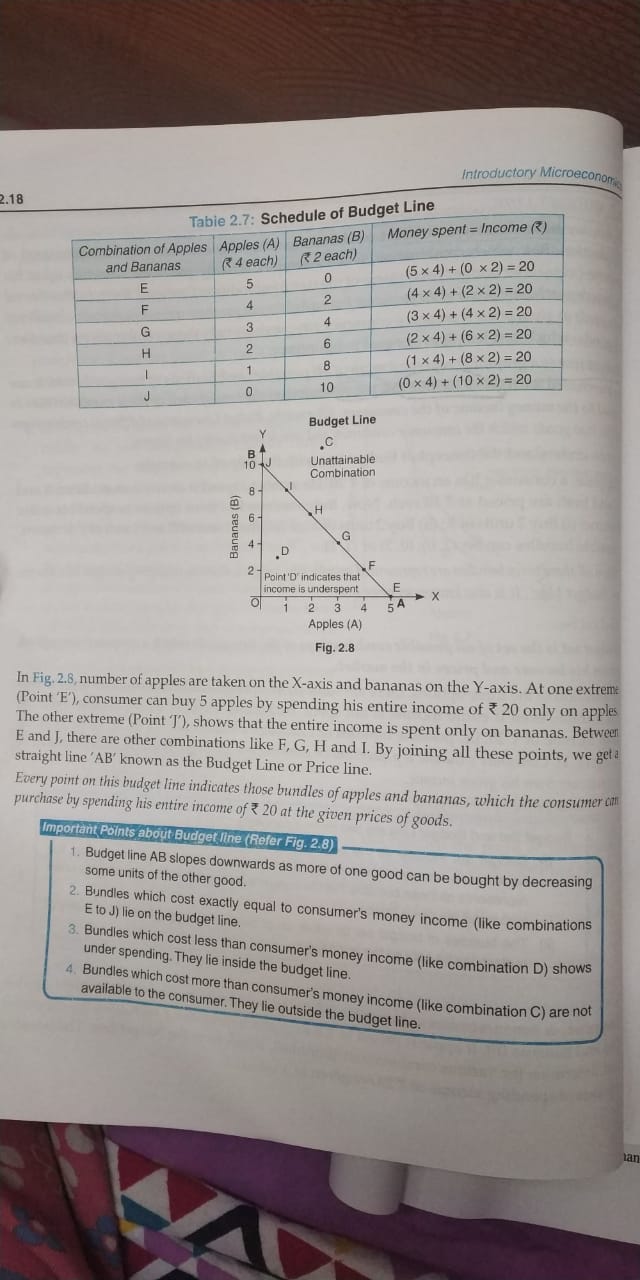 2.18
Introductory Microeconomics
Table 2.7: Schedule of Budget Line
Combination of Apples and Bananas
Apples (A) (₹ 4 each)
Bananas (B) (₹ 2 each)
Money spent = Income (₹)
E 5 0 (5 × 4) + (0 × 2) = 20
F 4 2 (4 × 4) + (2 × 2) = 20
G 3 4 (3 × 4) + (4 × 2) = 20
H 2 6 (2 × 4) + (6 × 2) = 20
I 1 8 (1 × 4) + (8 × 2) = 20
J 0 10 (0 × 4) + (10 × 2) = 20
Budget Line
Y
.C
B
10 J
Unattainable
Combination
8 I
6 H
Bananas (B)
4 G
.D
2 F
Point 'D' indicates that
income is underspent
E
O 1 2 3 4 5 A X
Apples (A)
Fig. 2.8
In Fig. 2.8, number of apples are taken on the X-axis and bananas on the Y-axis. At one extreme
(Point 'E'), consumer can buy 5 apples by spending his entire income of ₹ 20 only on apples.
The other extreme (Point 'J'), shows that the entire income is spent only on bananas. Between
E and J, there are other combinations like F, G, H and I. By joining all these points, we get a
straight line 'AB' known as the Budget Line or Price line.
Every point on this budget line indicates those bundles of apples and bananas, which the consumer can
purchase by spending his entire income of ₹ 20 at the given prices of goods.
Important Points about Budget line (Refer Fig. 2.8)
1. Budget line AB slopes downwards as more of one good can be bought by decreasing
some units of the other good.
2. Bundles which cost exactly equal to consumer's money income (like combinations
E to J) lie on the budget line.
3. Bundles which cost less than consumer's money income (like combination D) shows
under spending. They lie inside the budget line.
4. Bundles which cost more than consumer's money income (like combination C) are not
available to the consumer. They lie outside the budget line.